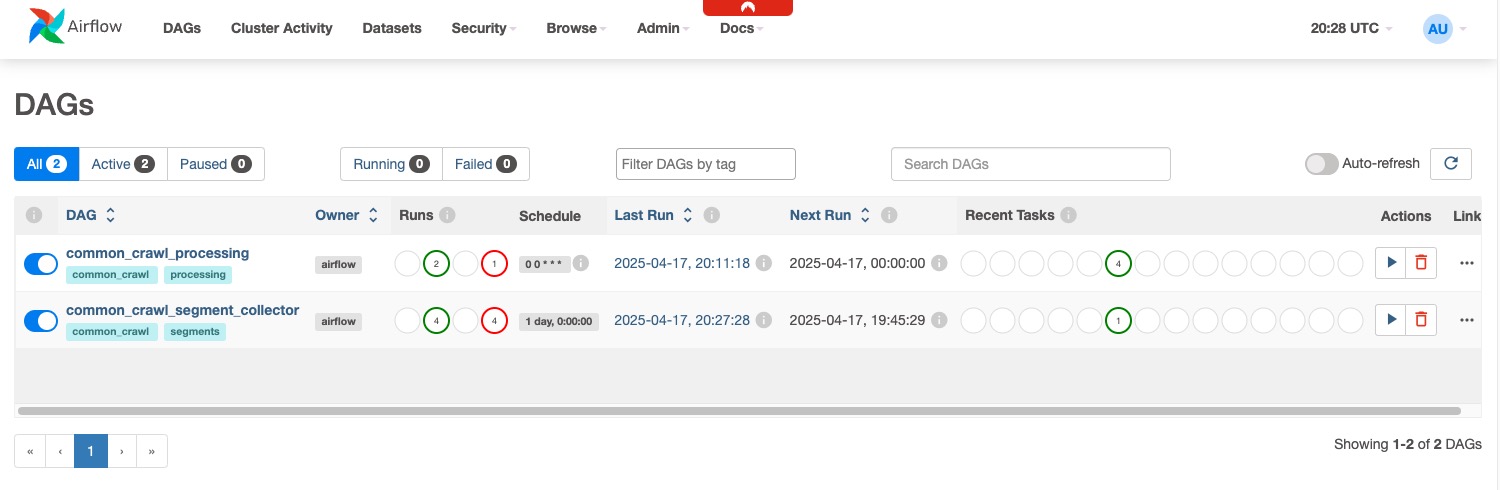 Airflow DAGs Cluster Activity Datasets Security Browse Admin Docs 20:28 UTC AU
DAGs
All 2 Active 2 Paused 0 Running 0 Failed 0 Filter DAGs by tag Search DAGs Auto-refresh
i DAG Owner Runs i Schedule Last Run i Next Run i Recent Tasks i Actions Link
common_crawl_processing
airflow 2 1 0 0 * * * i 2025-04-17, 20:11:18 i 2025-04-17, 00:00:00 i 4 ...
common_crawl processing
common_crawl_segment_collector
airflow 4 4 1 day, 0:00:00 2025-04-17, 20:27:28 i 2025-04-17, 19:45:29 i 1 ...
common_crawl segments
« ‹ 1 › » Showing 1-2 of 2 DAGs